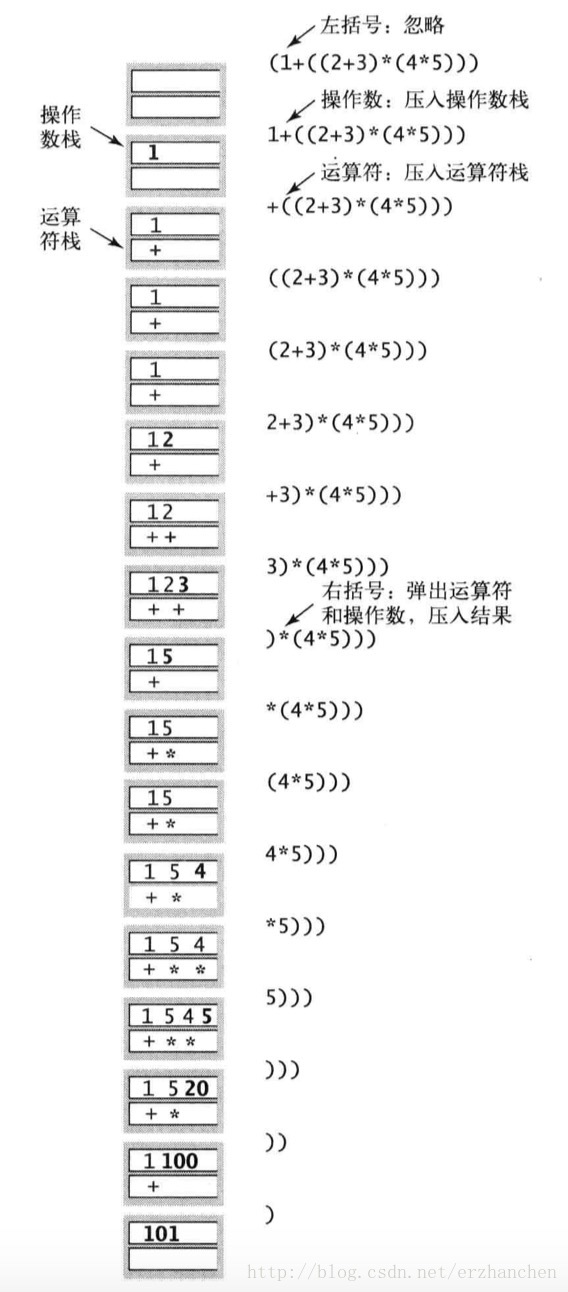 左括号：忽略
(1+((2+3)*(4*5)))
操作
数栈
操作数：压入操作数栈
1
1+((2+3)*(4*5)))
运算
符栈
运算符：压入运算符栈
1
+
+((2+3)*(4*5)))
1
+
((2+3)*(4*5)))
1
+
(2+3)*(4*5)))
1 2
+
2+3)*(4*5)))
1 2
+ +
+3)*(4*5)))
1 2 3
+ +
3)*(4*5)))
右括号：弹出运算符
和操作数，压入结果
1 5
+
)*(4*5)))
1 5
+ *
*(4*5)))
1 5
+ *
(4*5)))
1 5 4
+ *
4*5)))
1 5 4
+ * *
*5)))
1 5 4 5
+ * *
5)))
1 5 20
+ *
)))
1 100
+
))
101
)
http://blog.csdn.net/erzhanchen